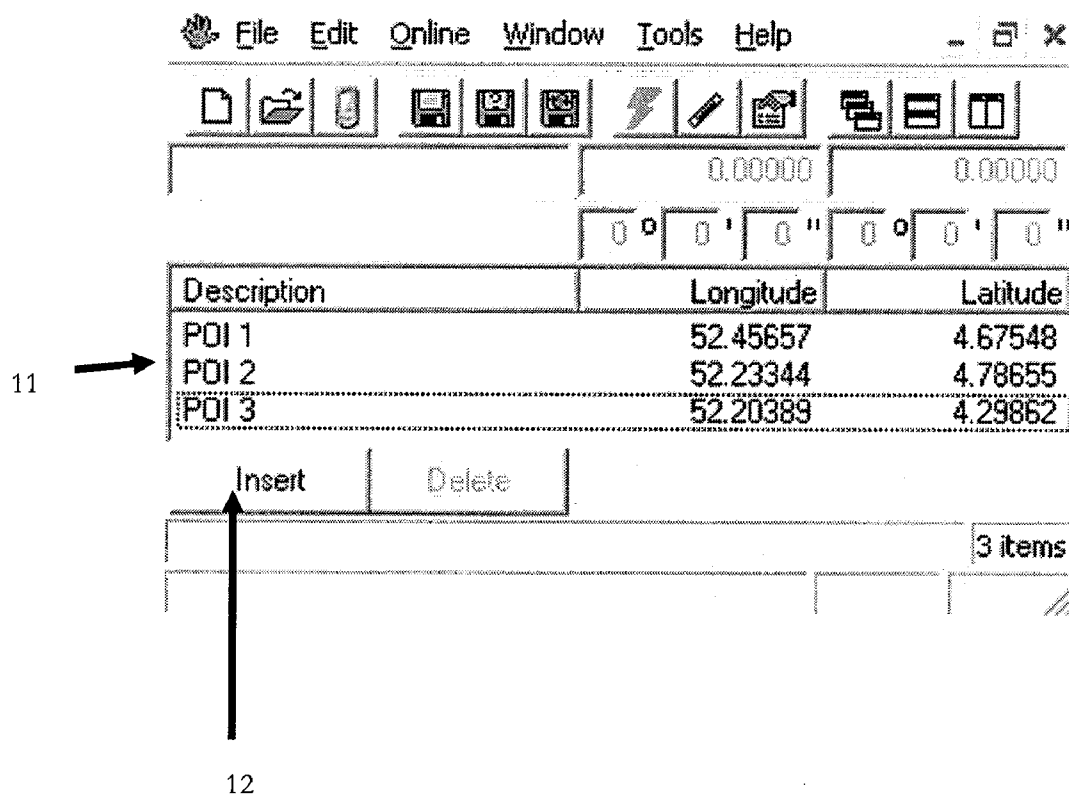 File Edit Online Window Tools Help
0.00000 0.00000
0 ° 0 ' 0 " 0 ° 0 ' 0 "
Description Longitude Latitude
POI 1 52.45657 4.67548
POI 2 52.23344 4.78655
POI 3 52.20389 4.29862
11
Insert Delete
3 items
12